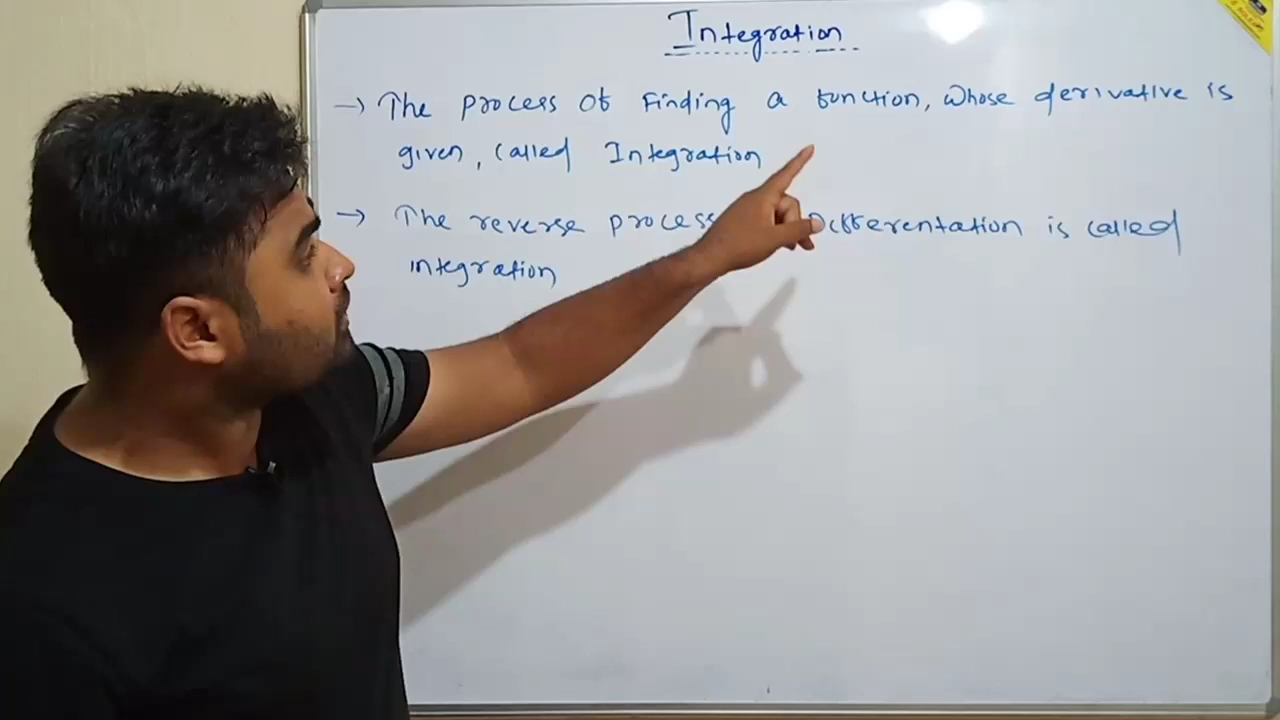 Integration
→ The process of Finding a function, whose derivative is
given, called Integration
→ The reverse process Differentation is called
integration